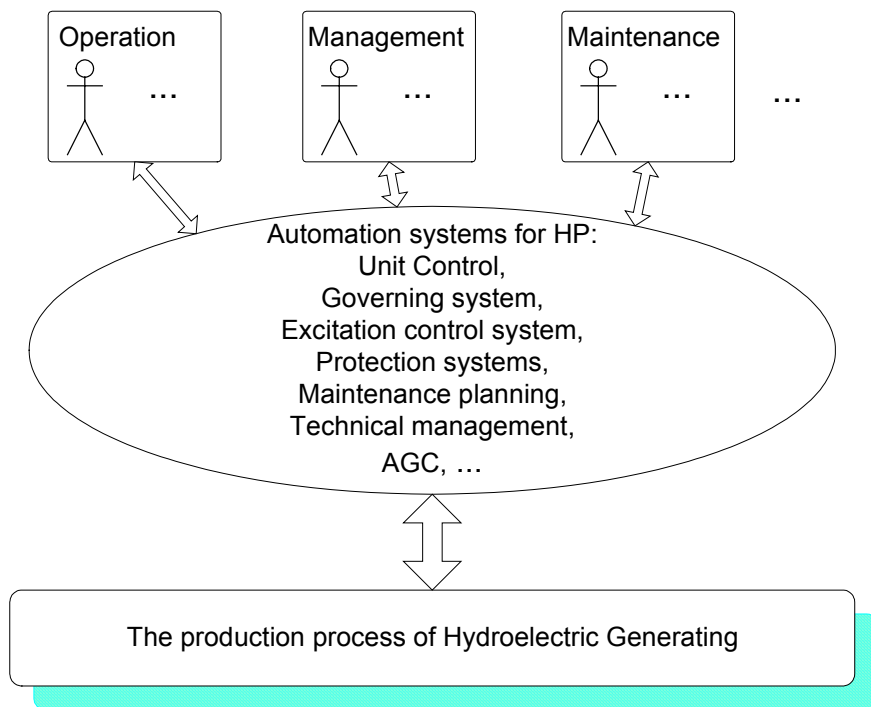 Operation
...
Management
...
Maintenance
...
...
Automation systems for HP:
Unit Control,
Governing system,
Excitation control system,
Protection systems,
Maintenance planning,
Technical management,
AGC, ...
The production process of Hydroelectric Generating